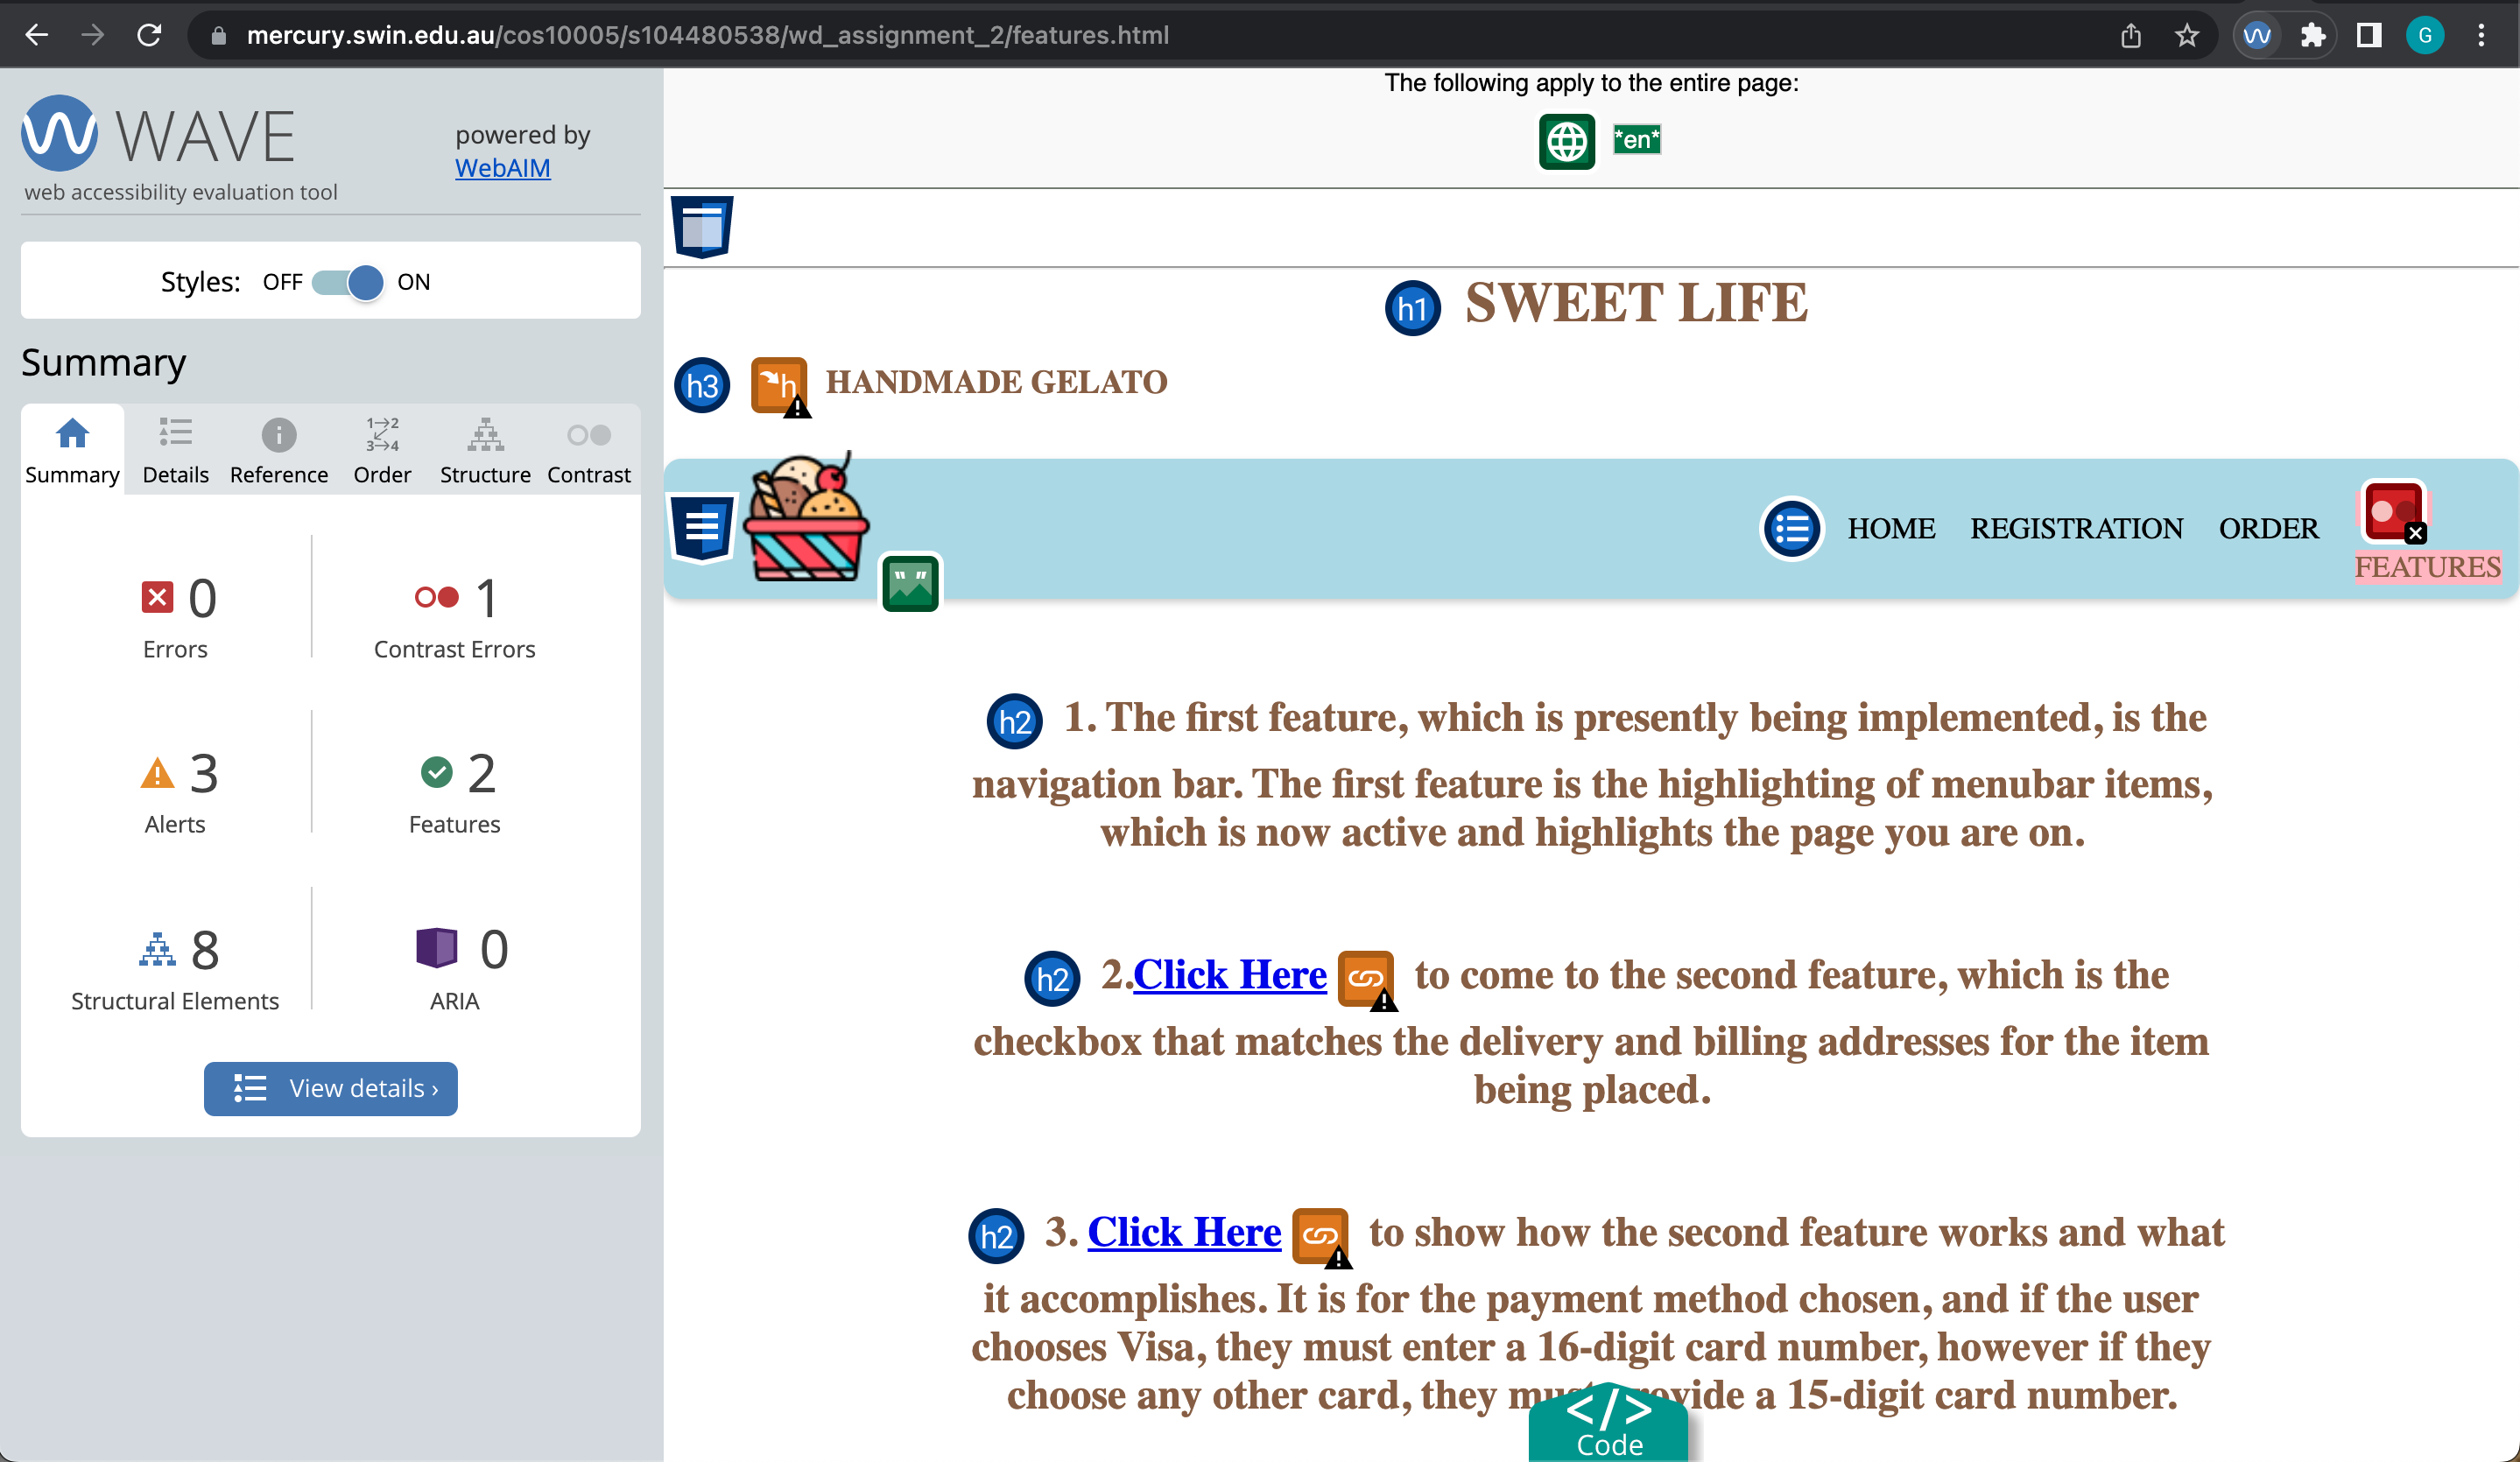 mercury.swin.edu.au/cos10005/s104480538/wd_assignment_2/features.html
G
WAVE
web accessibility evaluation tool
powered by
WebAIM
Styles: OFF ON
Summary
Summary
Details
i
Reference
1→2
3→4
Order
Structure
Contrast
0
Errors
1
Contrast Errors
3
Alerts
2
Features
8
Structural Elements
0
ARIA
View details ›
The following apply to the entire page:
*en*
h1 SWEET LIFE
h3 h HANDMADE GELATO
HOME REGISTRATION ORDER
FEATURES
h2 1. The first feature, which is presently being implemented, is the
navigation bar. The first feature is the highlighting of menubar items,
which is now active and highlights the page you are on.
h2 2.Click Here to come to the second feature, which is the
checkbox that matches the delivery and billing addresses for the item
being placed.
h2 3. Click Here to show how the second feature works and what
it accomplishes. It is for the payment method chosen, and if the user
chooses Visa, they must enter a 16-digit card number, however if they
choose any other card, they must provide a 15-digit card number.
</>
Code